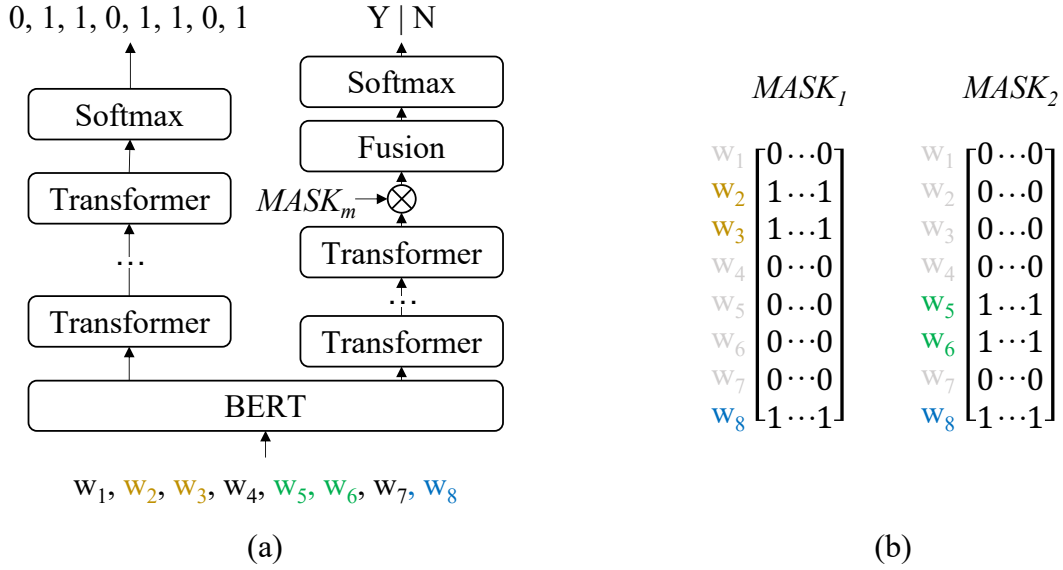 0, 1, 1, 0, 1, 1, 0, 1
Softmax
Transformer
...
Transformer
Y | N
Softmax
Fusion
MASKₘ
Transformer
...
Transformer
BERT
w₁, w₂, w₃, w₄, w₅, w₆, w₇, w₈
(a)
MASK₁
w₁ 0⋯0
w₂ 1⋯1
w₃ 1⋯1
w₄ 0⋯0
w₅ 0⋯0
w₆ 0⋯0
w₇ 0⋯0
w₈ 1⋯1
MASK₂
w₁ 0⋯0
w₂ 0⋯0
w₃ 0⋯0
w₄ 0⋯0
w₅ 1⋯1
w₆ 1⋯1
w₇ 0⋯0
w₈ 1⋯1
(b)